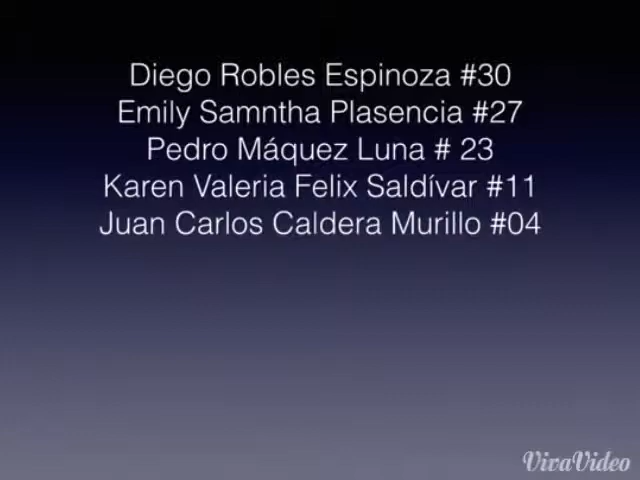 Diego Robles Espinoza #30
Emily Samntha Plasencia #27
Pedro Máquez Luna # 23
Karen Valeria Felix Saldívar #11
Juan Carlos Caldera Murillo #04
VivaVideo